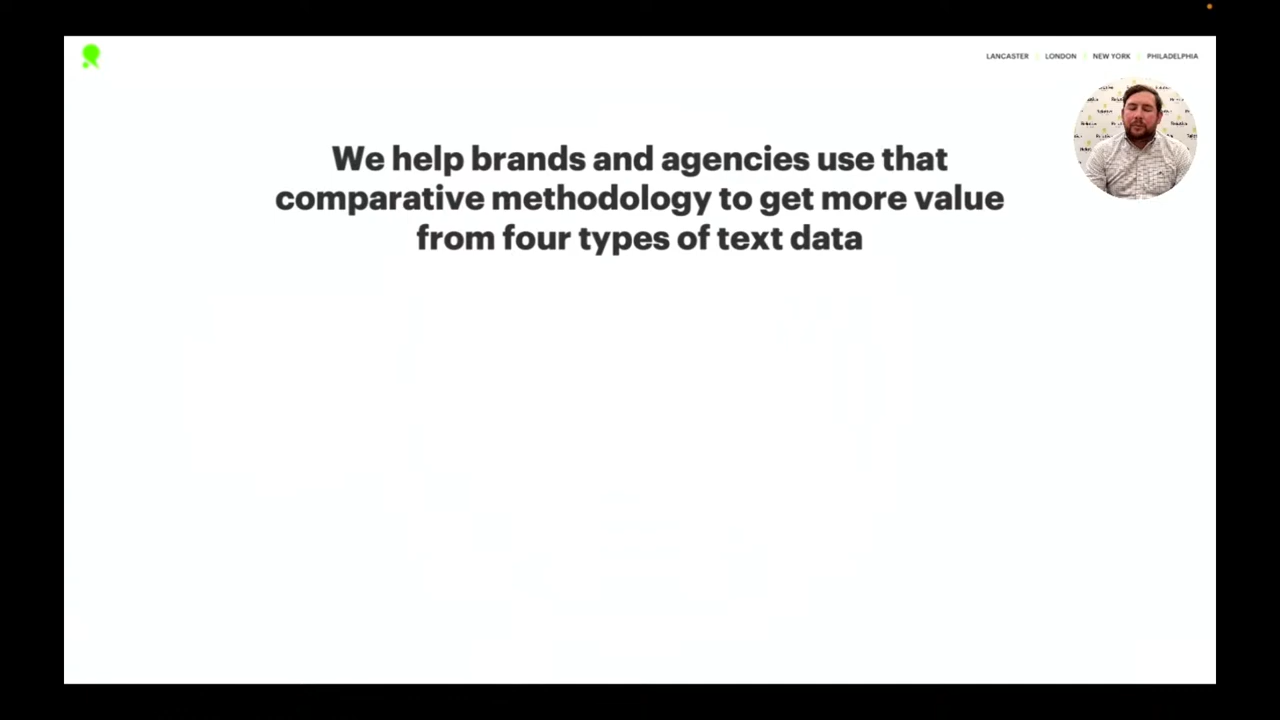 LANCASTER LONDON NEW YORK PHILADELPHIA
We help brands and agencies use that
comparative methodology to get more value
from four types of text data